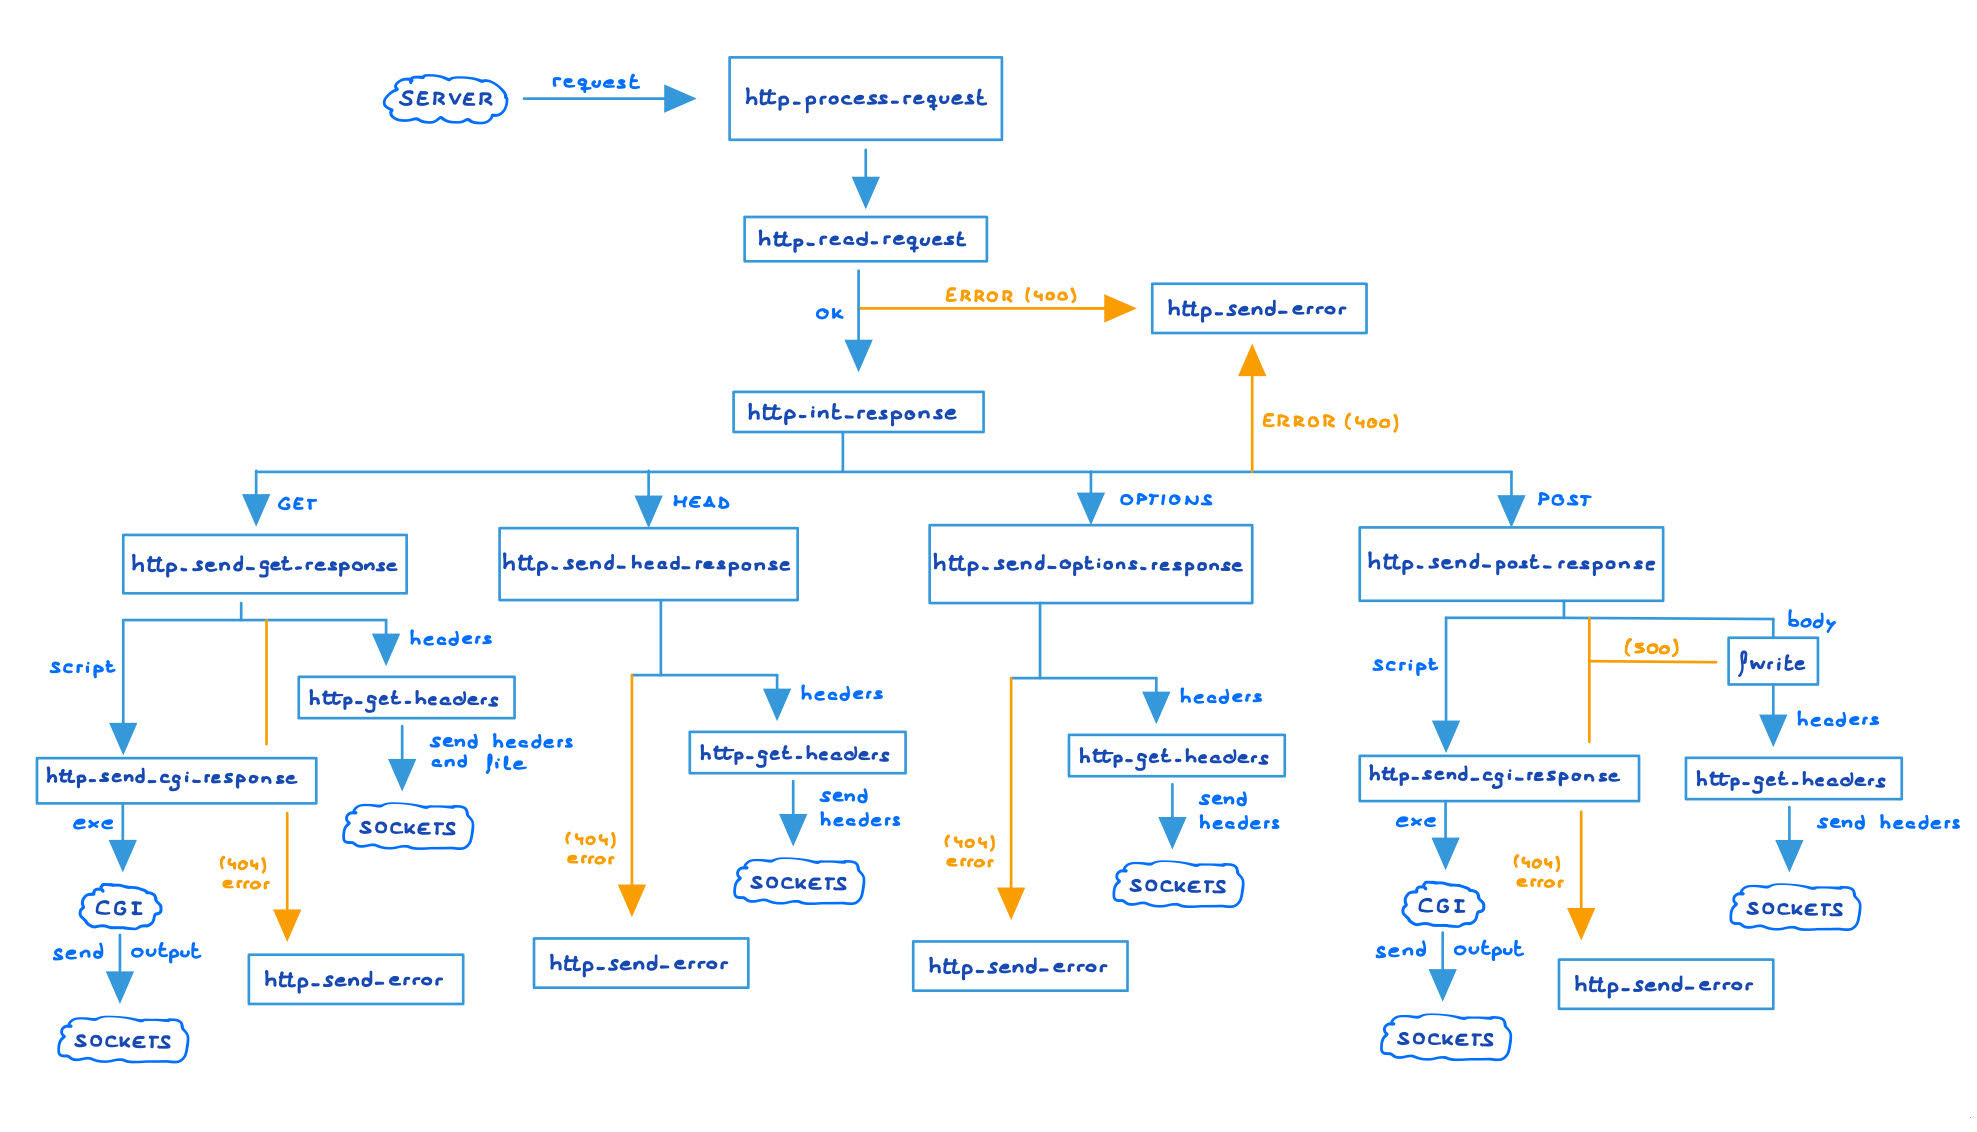 SERVER
request
http_process_request
http_read_request
OK
ERROR (400)
http_send_error
http_int_response
ERROR (400)
GET
HEAD
OPTIONS
POST
http_send_get_response
http_send_head_response
http_send_options_response
http_send_post_response
script
headers
http_get_headers
send headers
and file
SOCKETS
http_send_cgi_response
exe
CGI
send output
SOCKETS
(404)
error
http_send_error
headers
http_get_headers
send
headers
SOCKETS
(404)
error
http_send_error
headers
http_get_headers
send
headers
SOCKETS
(404)
error
http_send_error
script
(500)
body
fwrite
headers
http_get_headers
send headers
SOCKETS
http_send_cgi_response
exe
CGI
send output
SOCKETS
(404)
error
http_send_error